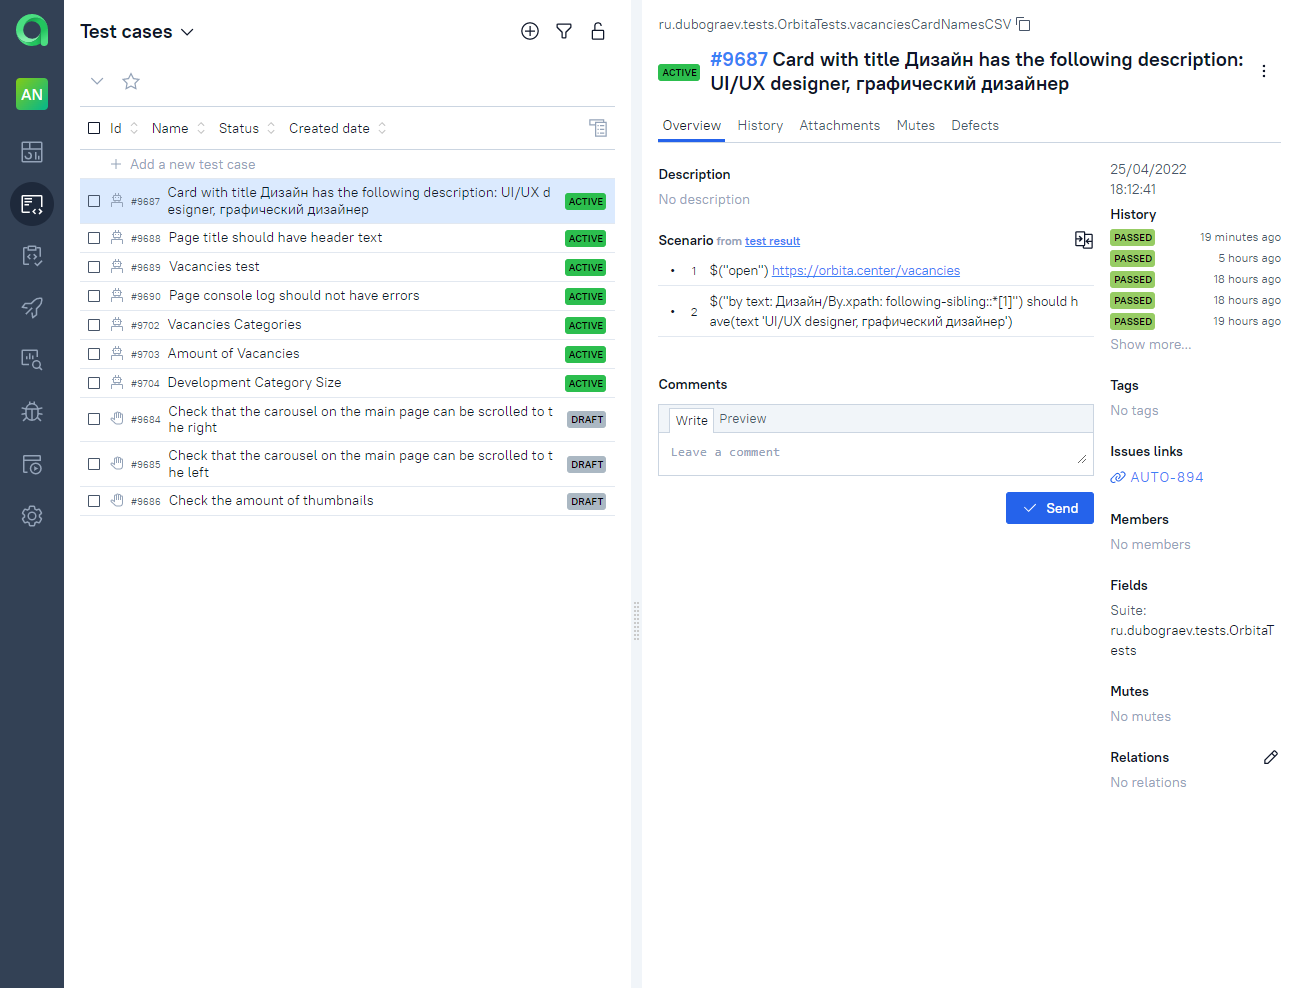 AN
Test cases
Id Name Status Created date
Add a new test case
#9687 Card with title Дизайн has the following description: UI/UX d
esigner, графический дизайнер
ACTIVE
#9688 Page title should have header text ACTIVE
#9689 Vacancies test ACTIVE
#9690 Page console log should not have errors ACTIVE
#9702 Vacancies Categories ACTIVE
#9703 Amount of Vacancies ACTIVE
#9704 Development Category Size ACTIVE
#9684 Check that the carousel on the main page can be scrolled to t
he right
DRAFT
#9685 Check that the carousel on the main page can be scrolled to t
he left
DRAFT
#9686 Check the amount of thumbnails DRAFT
ru.dubograev.tests.OrbitaTests.vacanciesCardNamesCSV
ACTIVE
#9687 Card with title Дизайн has the following description:
UI/UX designer, графический дизайнер
Overview History Attachments Mutes Defects
Description
No description
Scenario from test result
• 1 $("open") https://orbita.center/vacancies
• 2 $("by text: Дизайн/By.xpath: following-sibling::*[1]") should h
ave(text 'UI/UX designer, графический дизайнер')
Comments
Write Preview
Leave a comment
Send
25/04/2022
18:12:41
History
PASSED 19 minutes ago
PASSED 5 hours ago
PASSED 18 hours ago
PASSED 18 hours ago
PASSED 19 hours ago
Show more...
Tags
No tags
Issues links
AUTO-894
Members
No members
Fields
Suite:
ru.dubograev.tests.OrbitaT
ests
Mutes
No mutes
Relations
No relations